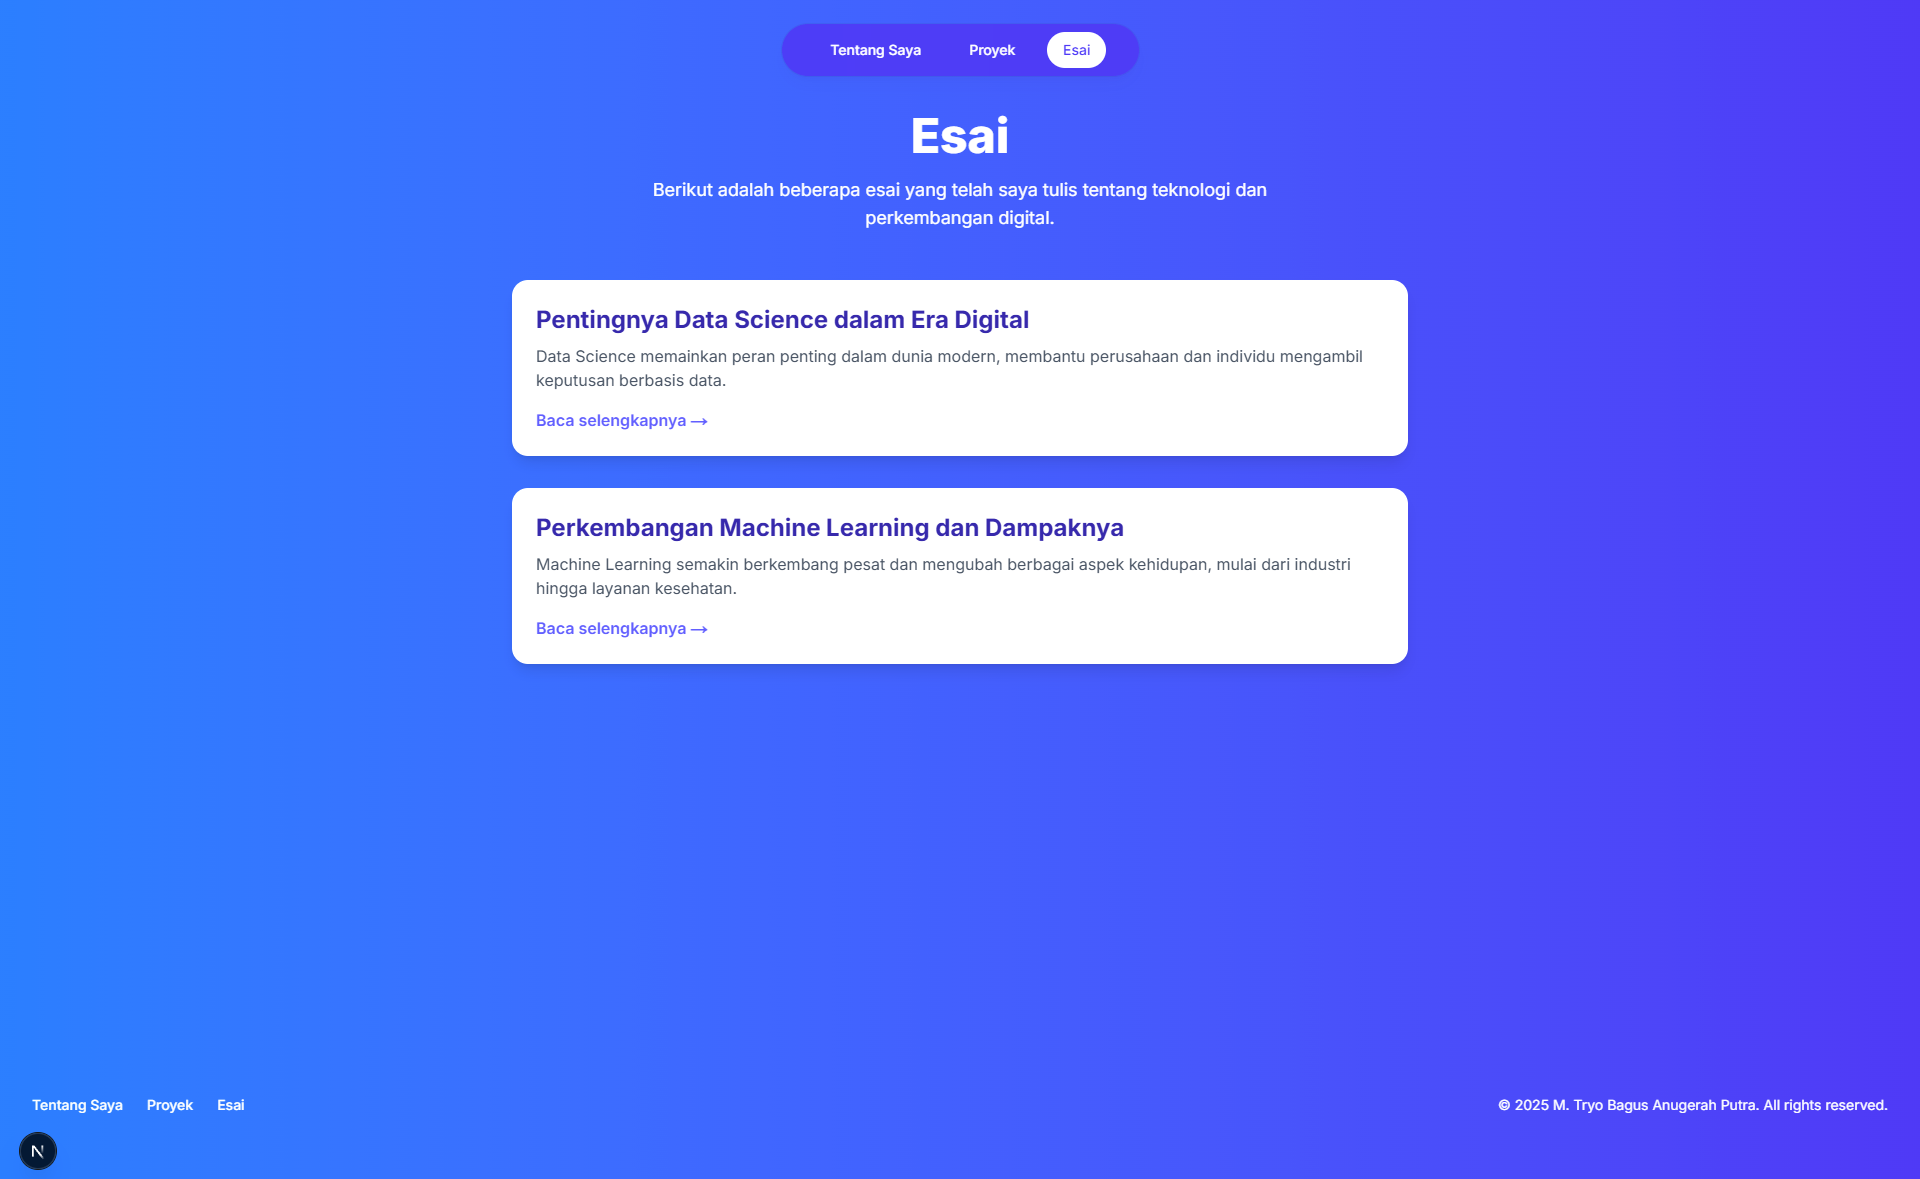 Tentang Saya
Proyek
Esai
Esai
Berikut adalah beberapa esai yang telah saya tulis tentang teknologi dan
perkembangan digital.
Pentingnya Data Science dalam Era Digital
Data Science memainkan peran penting dalam dunia modern, membantu perusahaan dan individu mengambil
keputusan berbasis data.
Baca selengkapnya →
Perkembangan Machine Learning dan Dampaknya
Machine Learning semakin berkembang pesat dan mengubah berbagai aspek kehidupan, mulai dari industri
hingga layanan kesehatan.
Baca selengkapnya →
Tentang Saya
Proyek
Esai
© 2025 M. Tryo Bagus Anugerah Putra. All rights reserved.
N